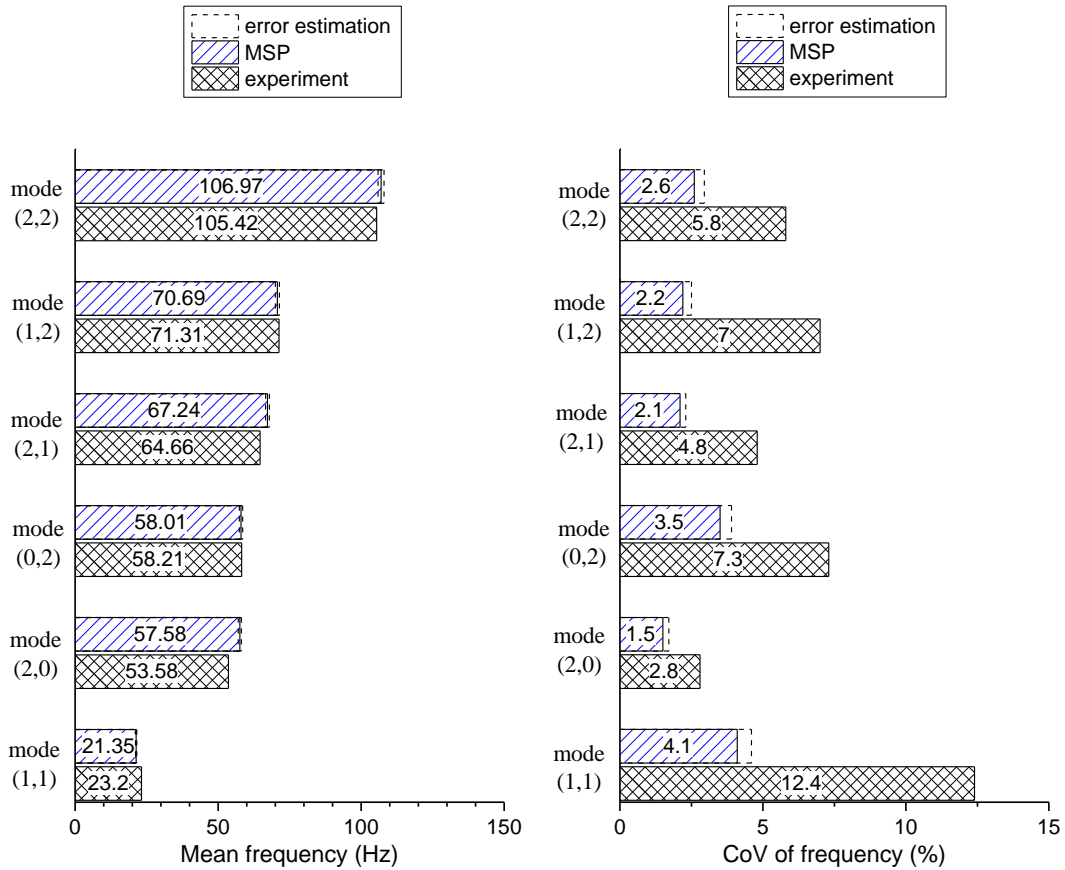 error estimation
MSP
experiment
mode
(2,2)
106.97
105.42
mode
(1,2)
70.69
71.31
mode
(2,1)
67.24
64.66
mode
(0,2)
58.01
58.21
mode
(2,0)
57.58
53.58
mode
(1,1)
21.35
23.2
0 50 100 150
Mean frequency (Hz)
error estimation
MSP
experiment
mode
(2,2)
2.6
5.8
mode
(1,2)
2.2
7
mode
(2,1)
2.1
4.8
mode
(0,2)
3.5
7.3
mode
(2,0)
1.5
2.8
mode
(1,1)
4.1
12.4
0 5 10 15
CoV of frequency (%)